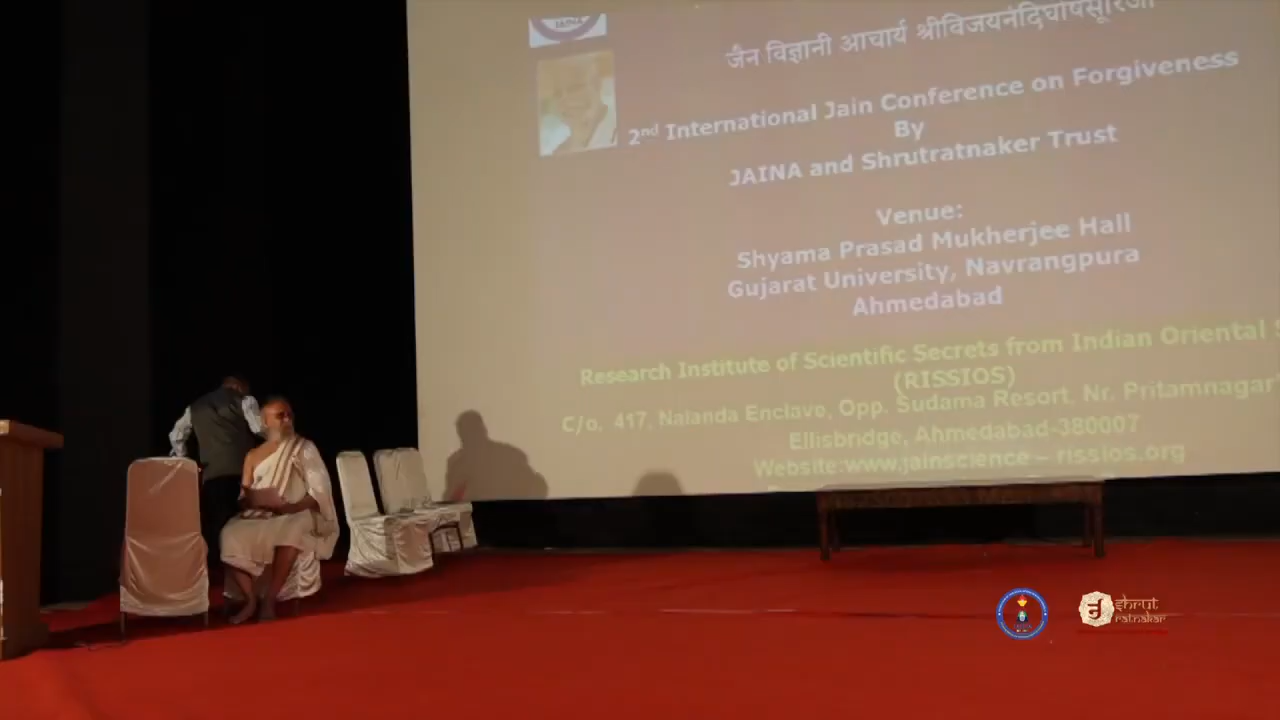 JAINA
जैन विज्ञानी आचार्य श्रीविजयनंदिघोषसूरिजी
2nd International Jain Conference on Forgiveness
By
JAINA and Shrutratnaker Trust
Venue:
Shyama Prasad Mukherjee Hall
Gujarat University, Navrangpura
Ahmedabad
Research Institute of Scientific Secrets from Indian Oriental
(RISSIOS)
C/o. 417, Nalanda Enclave, Opp. Sudama Resort, Nr. Pritamnagar
Ellisbridge, Ahmedabad-380007
Website:www.jainscience – rissios.org
shrut
ratnakar